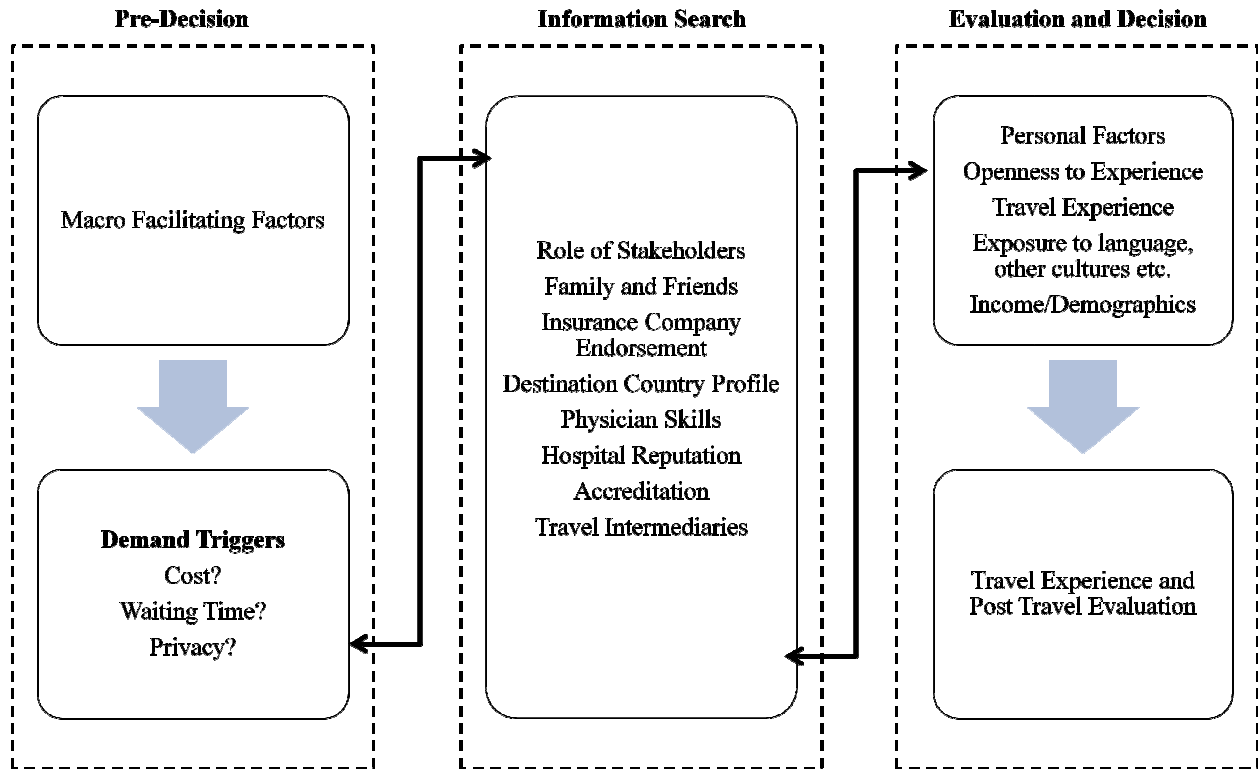 Pre-Decision
Information Search
Evaluation and Decision
Macro Facilitating Factors
Demand Triggers
Cost?
Waiting Time?
Privacy?
Role of Stakeholders
Family and Friends
Insurance Company
Endorsement
Destination Country Profile
Physician Skills
Hospital Reputation
Accreditation
Travel Intermediaries
Personal Factors
Openness to Experience
Travel Experience
Exposure to language,
other cultures etc.
Income/Demographics
Travel Experience and
Post Travel Evaluation